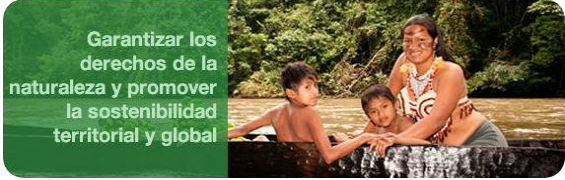 Garantizar los
derechos de la
naturaleza y promover
la sostenibilidad
territorial y global